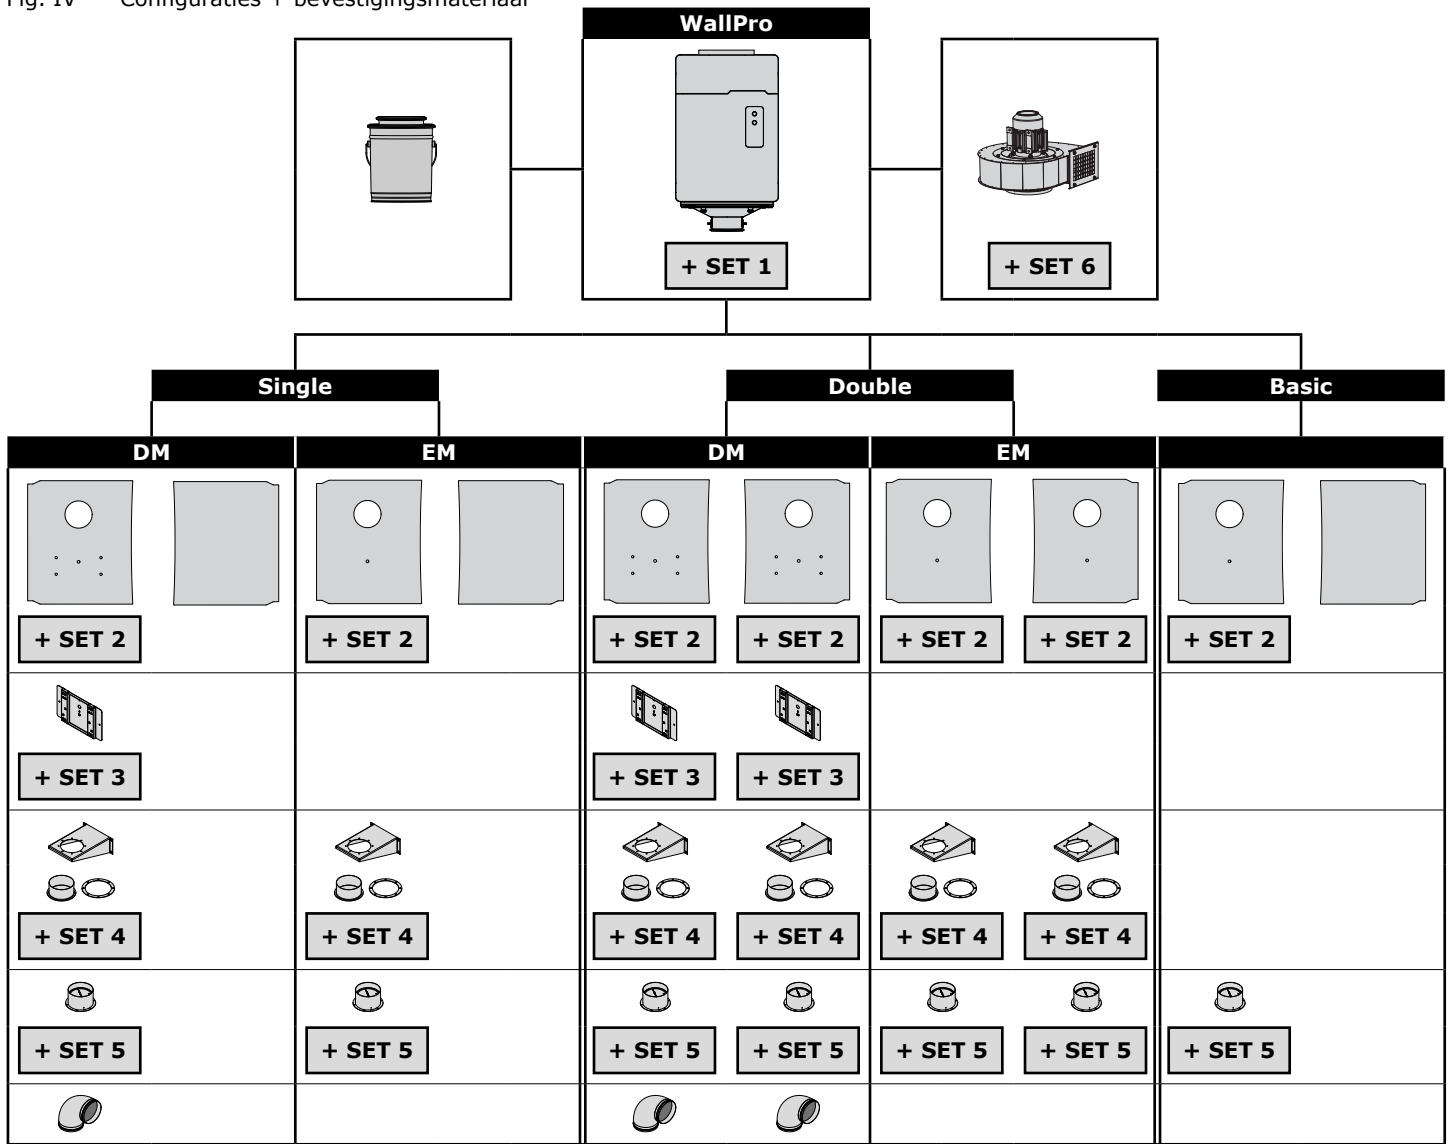 Fig. IV Configuraties + bevestigingsmateriaal
WallPro
+ SET 1
+ SET 6
Single
Double
Basic
DM
EM
DM
EM
+ SET 2
+ SET 2
+ SET 2
+ SET 2
+ SET 2
+ SET 2
+ SET 2
+ SET 3
+ SET 3
+ SET 3
+ SET 4
+ SET 4
+ SET 4
+ SET 4
+ SET 4
+ SET 4
+ SET 5
+ SET 5
+ SET 5
+ SET 5
+ SET 5
+ SET 5
+ SET 5